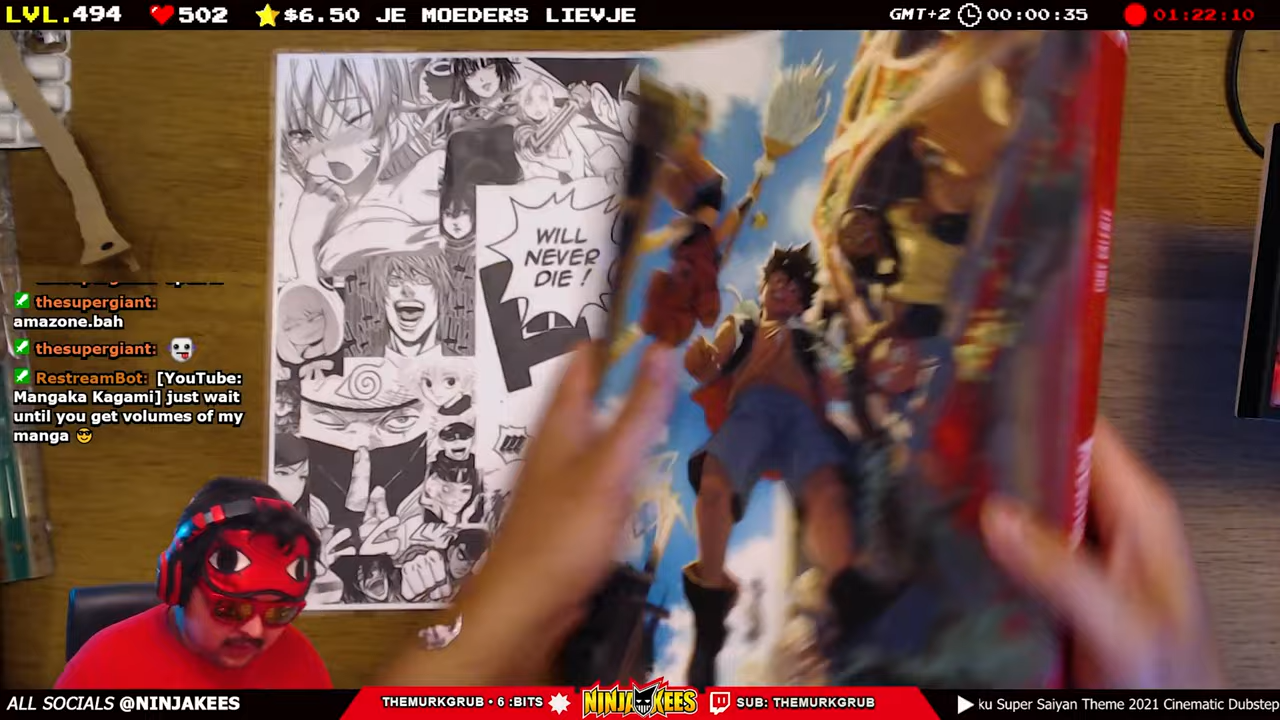 LVL.494
502
$6.50 JE MOEDERS LIEVJE
GMT+2
00:00:35
01:22:10
WILL
NEVER
DIE !
!!!
thesupergiant:
amazone.bah
thesupergiant:
RestreamBot: [YouTube:
Mangaka Kagami] just wait
until you get volumes of my
manga
ALL SOCIALS @NINJAKEES
THEMURKGRUB • 6 :BITS
NINJAKEES
SUB: THEMURKGRUB
ku Super Saiyan Theme 2021 Cinematic Dubstep